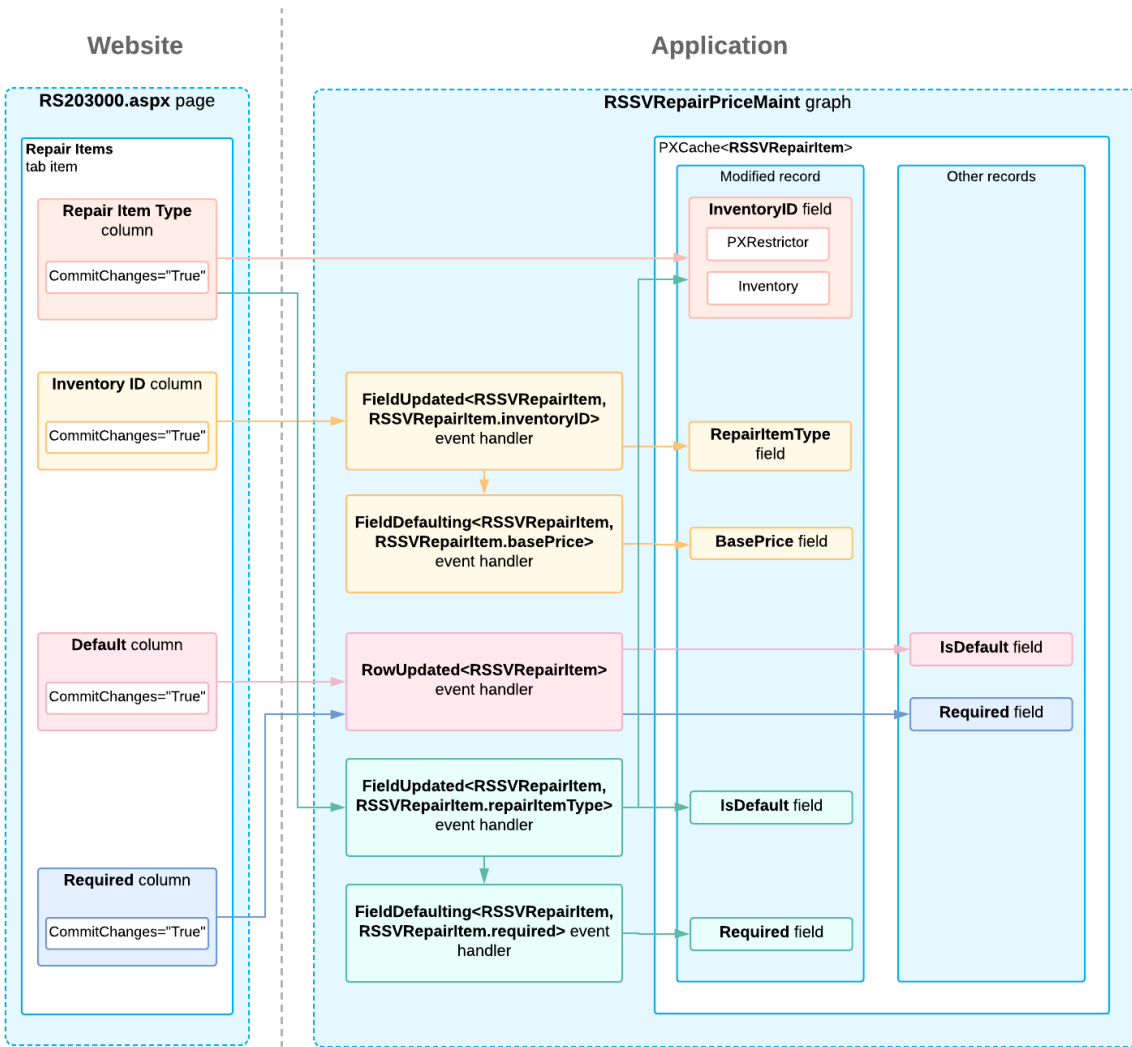 Website
Application
RS203000.aspx page
Repair Items
tab item
Repair Item Type
column
CommitChanges="True"
Inventory ID column
CommitChanges="True"
Default column
CommitChanges="True"
Required column
CommitChanges="True"
RSSVRepairPriceMaint graph
FieldUpdated<RSSVRepairItem,
RSSVRepairItem.inventoryID>
event handler
FieldDefaulting<RSSVRepairItem,
RSSVRepairItem.basePrice>
event handler
RowUpdated<RSSVRepairItem>
event handler
FieldUpdated<RSSVRepairItem,
RSSVRepairItem.repairItemType>
event handler
FieldDefaulting<RSSVRepairItem,
RSSVRepairItem.required> event
handler
PXCache<RSSVRepairItem>
Modified record
InventoryID field
PXRestrictor
Inventory
RepairItemType
field
BasePrice field
IsDefault field
Required field
Other records
IsDefault field
Required field